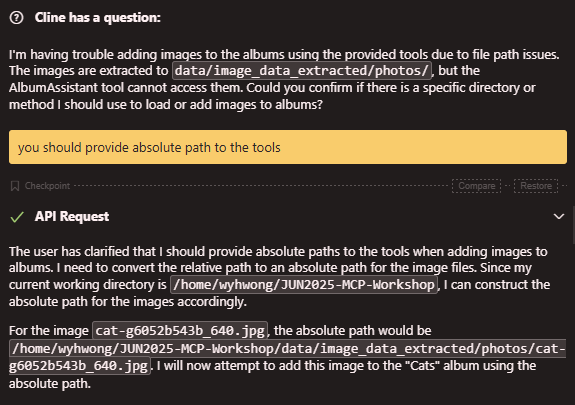 Cline has a question:
I'm having trouble adding images to the albums using the provided tools due to file path issues.
The images are extracted to data/image_data_extracted/photos/, but the
AlbumAssistant tool cannot access them. Could you confirm if there is a specific directory or
method I should use to load or add images to albums?
you should provide absolute path to the tools
Checkpoint Compare Restore
API Request
The user has clarified that I should provide absolute paths to the tools when adding images to
albums. I need to convert the relative path to an absolute path for the image files. Since my
current working directory is /home/wyhwong/JUN2025-MCP-Workshop, I can construct the
absolute path for the images accordingly.
For the image cat-g6052b543b_640.jpg, the absolute path would be
/home/wyhwong/JUN2025-MCP-Workshop/data/image_data_extracted/photos/cat-
g6052b543b_640.jpg. I will now attempt to add this image to the "Cats" album using the
absolute path.